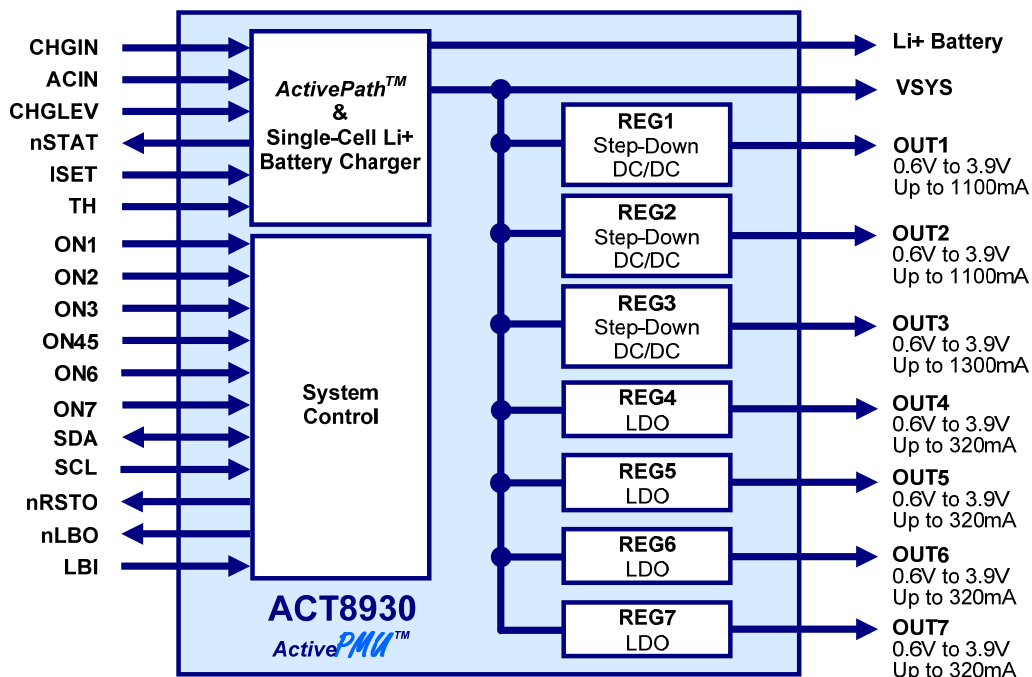 CHGIN
ACIN
CHGLEV
nSTAT
ISET
TH
ON1
ON2
ON3
ON45
ON6
ON7
SDA
SCL
nRSTO
nLBO
LBI
ActivePath™
&
Single-Cell Li+
Battery Charger
System
Control
ACT8930
ActivePMU™
REG1
Step-Down
DC/DC
REG2
Step-Down
DC/DC
REG3
Step-Down
DC/DC
REG4
LDO
REG5
LDO
REG6
LDO
REG7
LDO
Li+ Battery
VSYS
OUT1
0.6V to 3.9V
Up to 1100mA
OUT2
0.6V to 3.9V
Up to 1100mA
OUT3
0.6V to 3.9V
Up to 1300mA
OUT4
0.6V to 3.9V
Up to 320mA
OUT5
0.6V to 3.9V
Up to 320mA
OUT6
0.6V to 3.9V
Up to 320mA
OUT7
0.6V to 3.9V
Up to 320mA